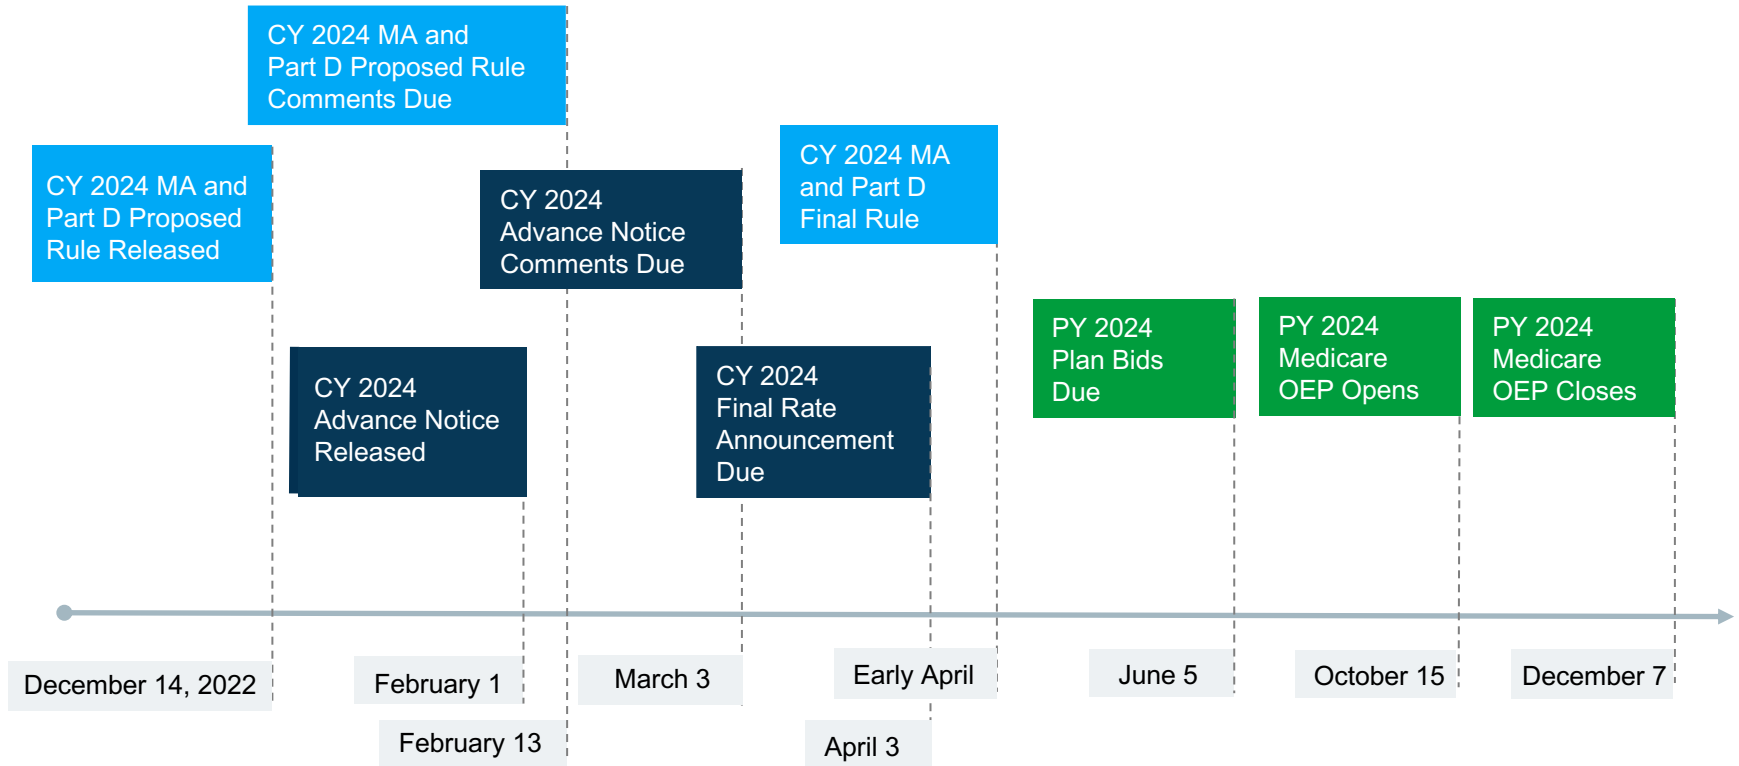 CY 2024 MA and
Part D Proposed Rule
Comments Due
CY 2024 MA and
Part D Proposed
Rule Released
CY 2024
Advance Notice
Comments Due
CY 2024 MA
and Part D
Final Rule
CY 2024
Advance Notice
Released
CY 2024
Final Rate
Announcement
Due
PY 2024
Plan Bids
Due
PY 2024
Medicare
OEP Opens
PY 2024
Medicare
OEP Closes
December 14, 2022
February 1
February 13
March 3
Early April
April 3
June 5
October 15
December 7